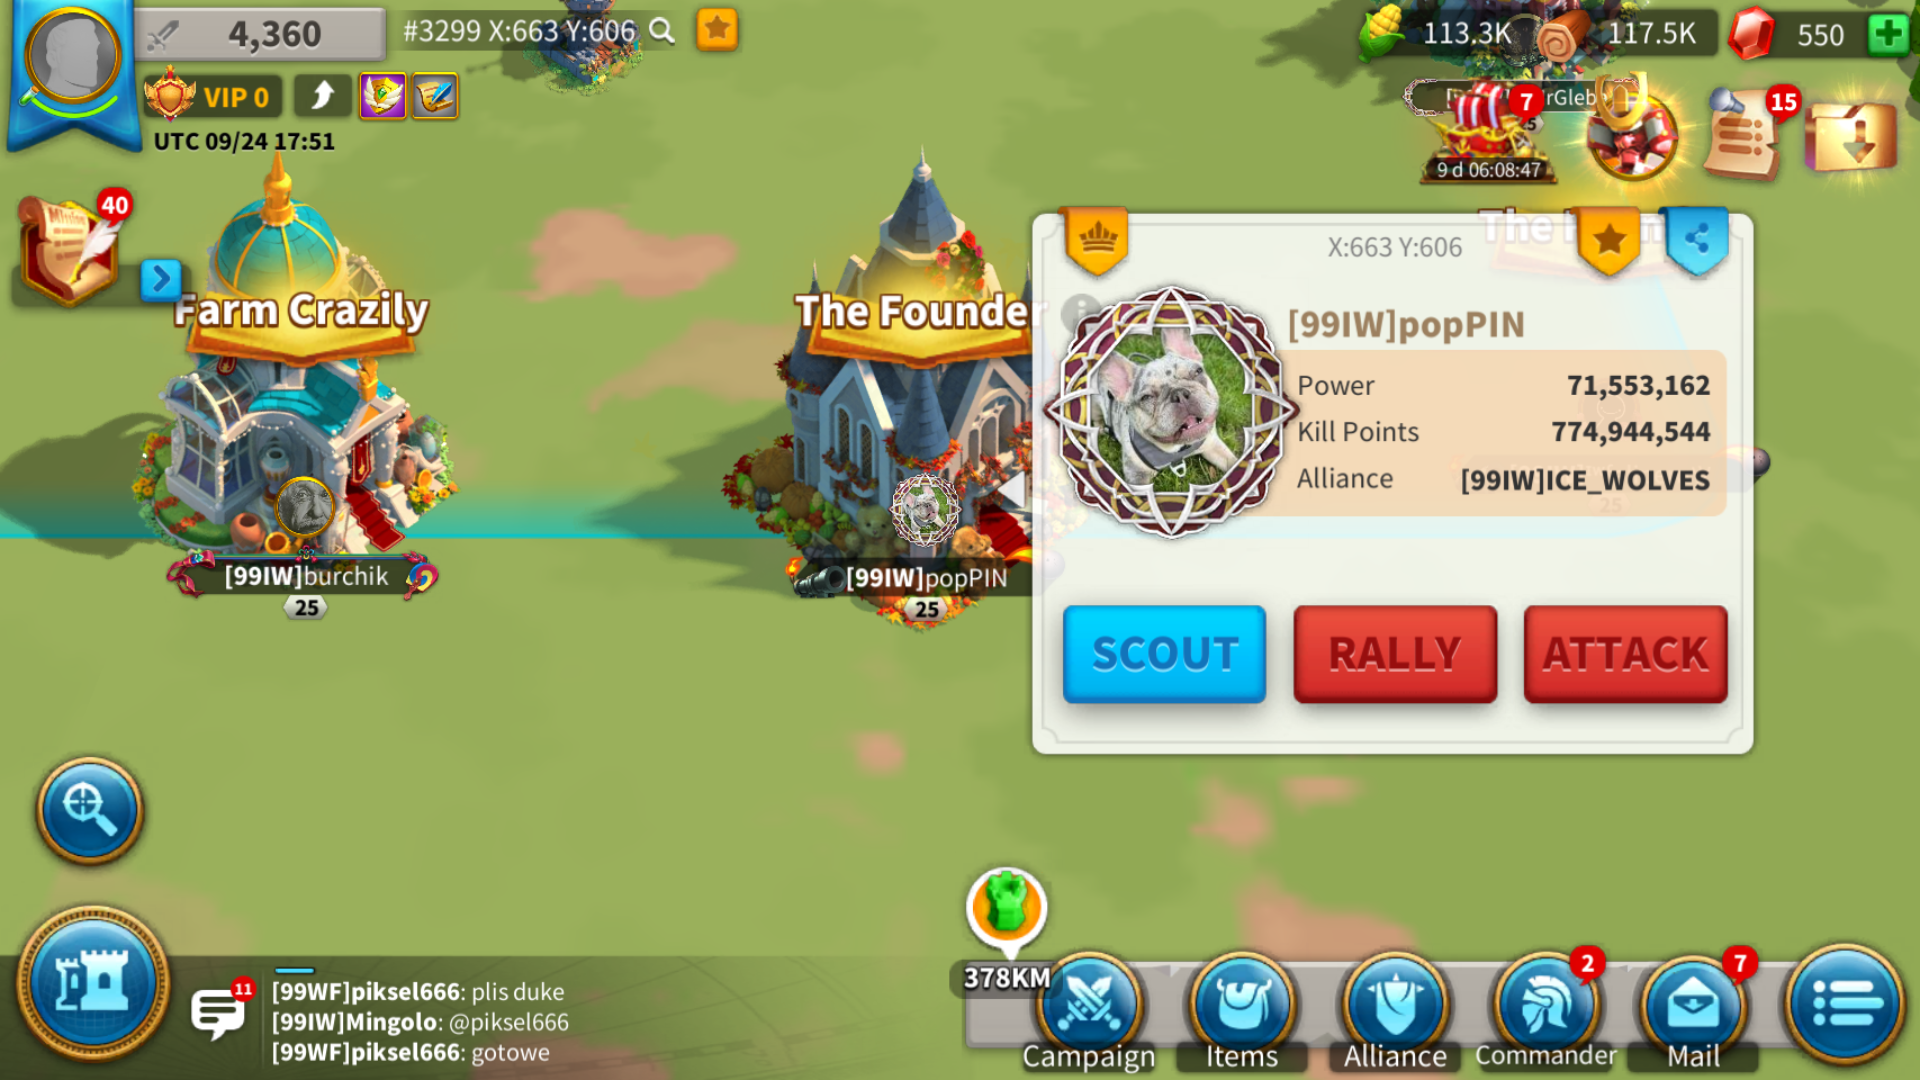 4,360
#3299 X:663 Y:606
113.3K
117.5K
550
VIP 0
UTC 09/24 17:51
7
15
9 d 06:08:47
40
Mission
Farm Crazily
The Founder
The
X:663 Y:606
[99IW]popPIN
Power 71,553,162
Kill Points 774,944,544
Alliance [99IW]ICE_WOLVES
25
[99IW]burchik
25
[99IW]popPIN
25
SCOUT
RALLY
ATTACK
378KM
11
[99WF]piksel666: plis duke
[99IW]Mingolo: @piksel666
[99WF]piksel666: gotowe
Campaign
Items
Alliance
2
Commander
7
Mail